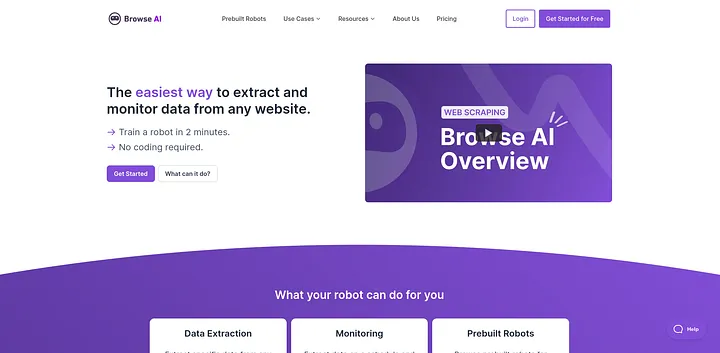 Browse AI
Prebuilt Robots
Use Cases
Resources
About Us
Pricing
Login
Get Started for Free
The easiest way to extract and
monitor data from any website.
→ Train a robot in 2 minutes.
→ No coding required.
Get Started
What can it do?
WEB SCRAPING
Browse AI
Overview
What your robot can do for you
Data Extraction
Monitoring
Prebuilt Robots
Help